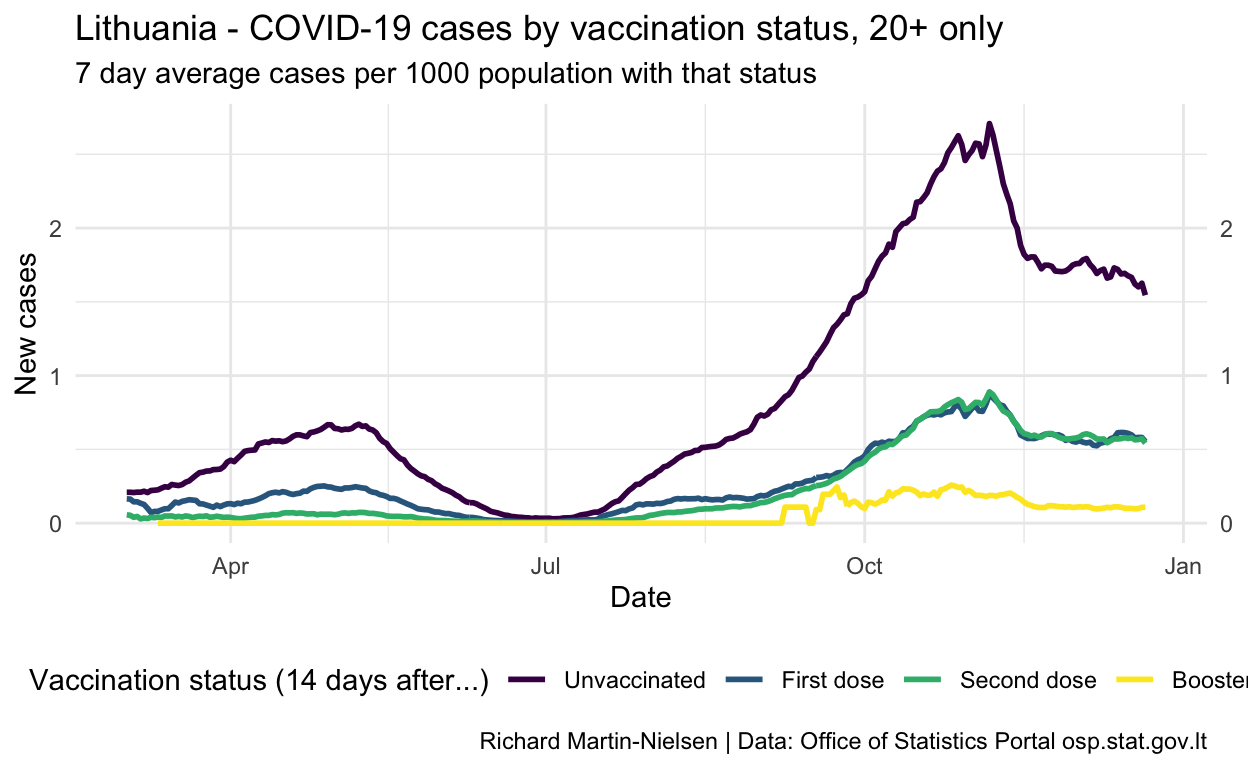 Lithuania - COVID-19 cases by vaccination status, 20+ only
7 day average cases per 1000 population with that status
New cases
2 2
1 1
0 0
Apr Jul Oct Jan
Date
Vaccination status (14 days after...) Unvaccinated First dose Second dose Booster
Richard Martin-Nielsen | Data: Office of Statistics Portal osp.stat.gov.lt